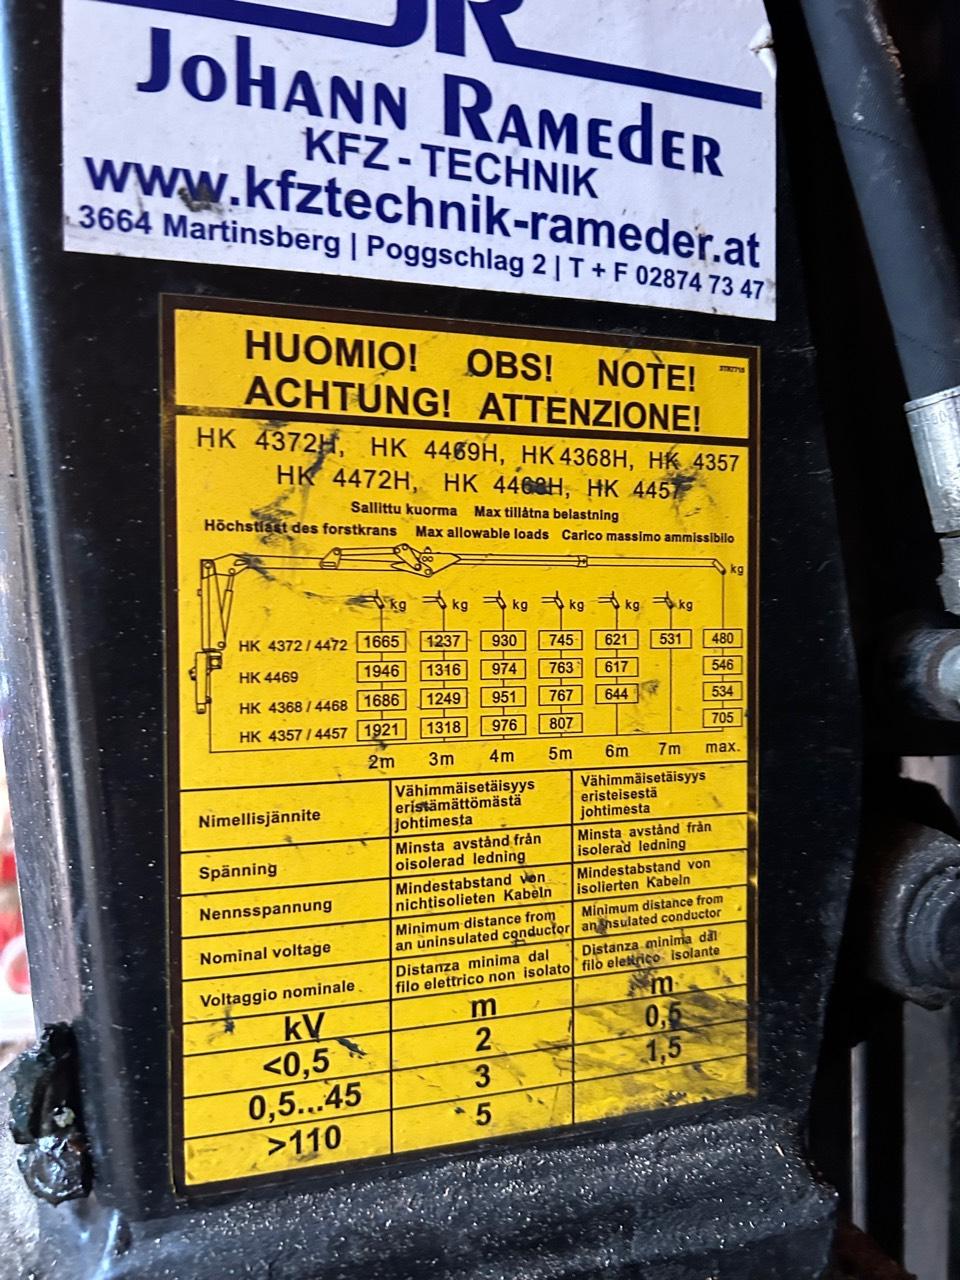 JR
JOHANN RAMEdER
KFZ - TECHNIK
www.kfztechnik-rameder.at
3664 Martinsberg | Poggschlag 2 | T + F 02874 73 47
HUOMIO! OBS! NOTE!
ACHTUNG! ATTENZIONE!
HK 4372H, HK 4469H, HK 4368H, HK 4357
HK 4472H, HK 4468H, HK 4457
Sallittu kuorma Max tillåtna belastning
Höchstlast des forstkrans Max allowable loads Carico massimo ammissibilo
kg
kg kg kg kg kg kg
HK 4372 / 4472 1665 1237 930 745 621 531 480
HK 4469 1946 1316 974 763 617 546
HK 4368 / 4468 1686 1249 951 767 644 534
HK 4357 / 4457 1921 1318 976 807 705
2m 3m 4m 5m 6m 7m max.
Nimellisjännite
Vähimmäisetäisyys
eristämättömästä
johtimesta
Vähimmäisetäisyys
eristeisestä
johtimesta
Spänning
Minsta avstånd från
oisolerad ledning
Minsta avstånd från
isolerad ledning
Nennsspannung
Mindestabstand von
nichtisolieten Kabeln
Mindestabstand von
isolierten Kabeln
Nominal voltage
Minimum distance from
an uninsulated conductor
Minimum distance from
an insulated conductor
Voltaggio nominale
Distanza minima dal
filo elettrico non isolato
Distanza minima dal
filo elettrico isolante
kV m m
<0,5 2 0,5
0,5...45 3 1,5
>110 5